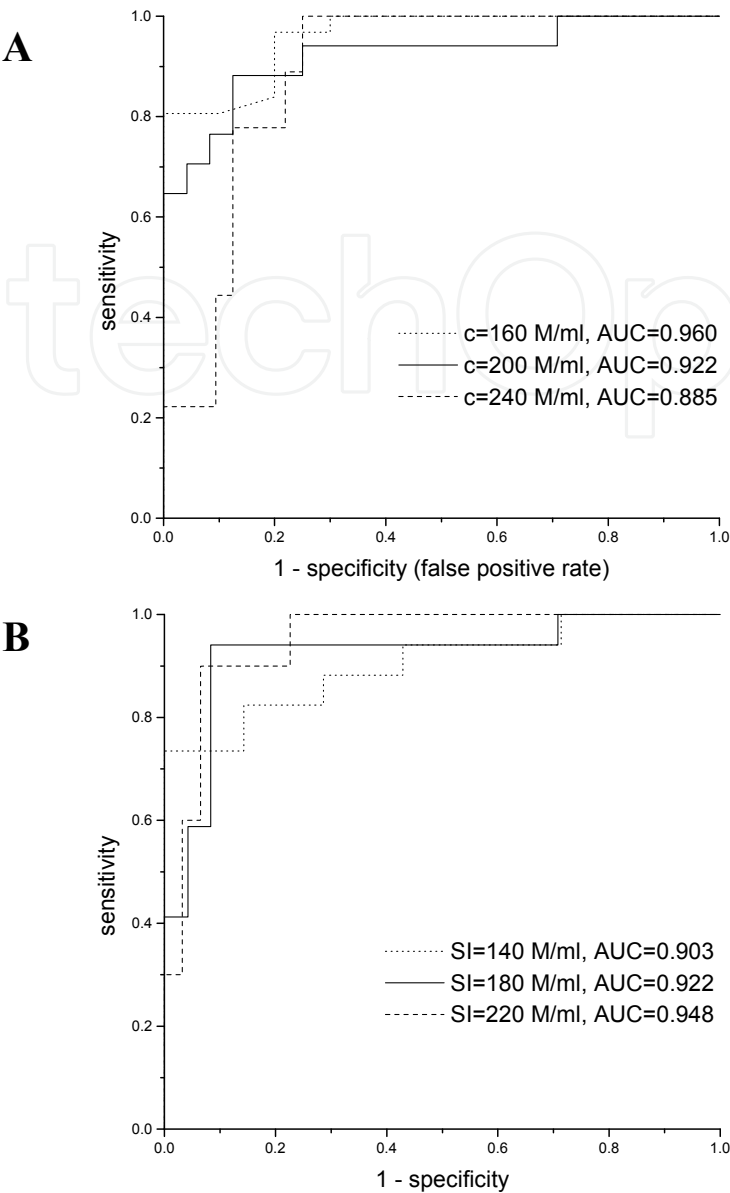 A
1.0
0.8
0.6
0.4
0.2
0.0
sensitivity
techOp
c=160 M/ml, AUC=0.960
c=200 M/ml, AUC=0.922
c=240 M/ml, AUC=0.885
0.0 0.2 0.4 0.6 0.8 1.0
1 - specificity (false positive rate)
B
1.0
0.8
0.6
0.4
0.2
0.0
sensitivity
SI=140 M/ml, AUC=0.903
SI=180 M/ml, AUC=0.922
SI=220 M/ml, AUC=0.948
0.0 0.2 0.4 0.6 0.8 1.0
1 - specificity